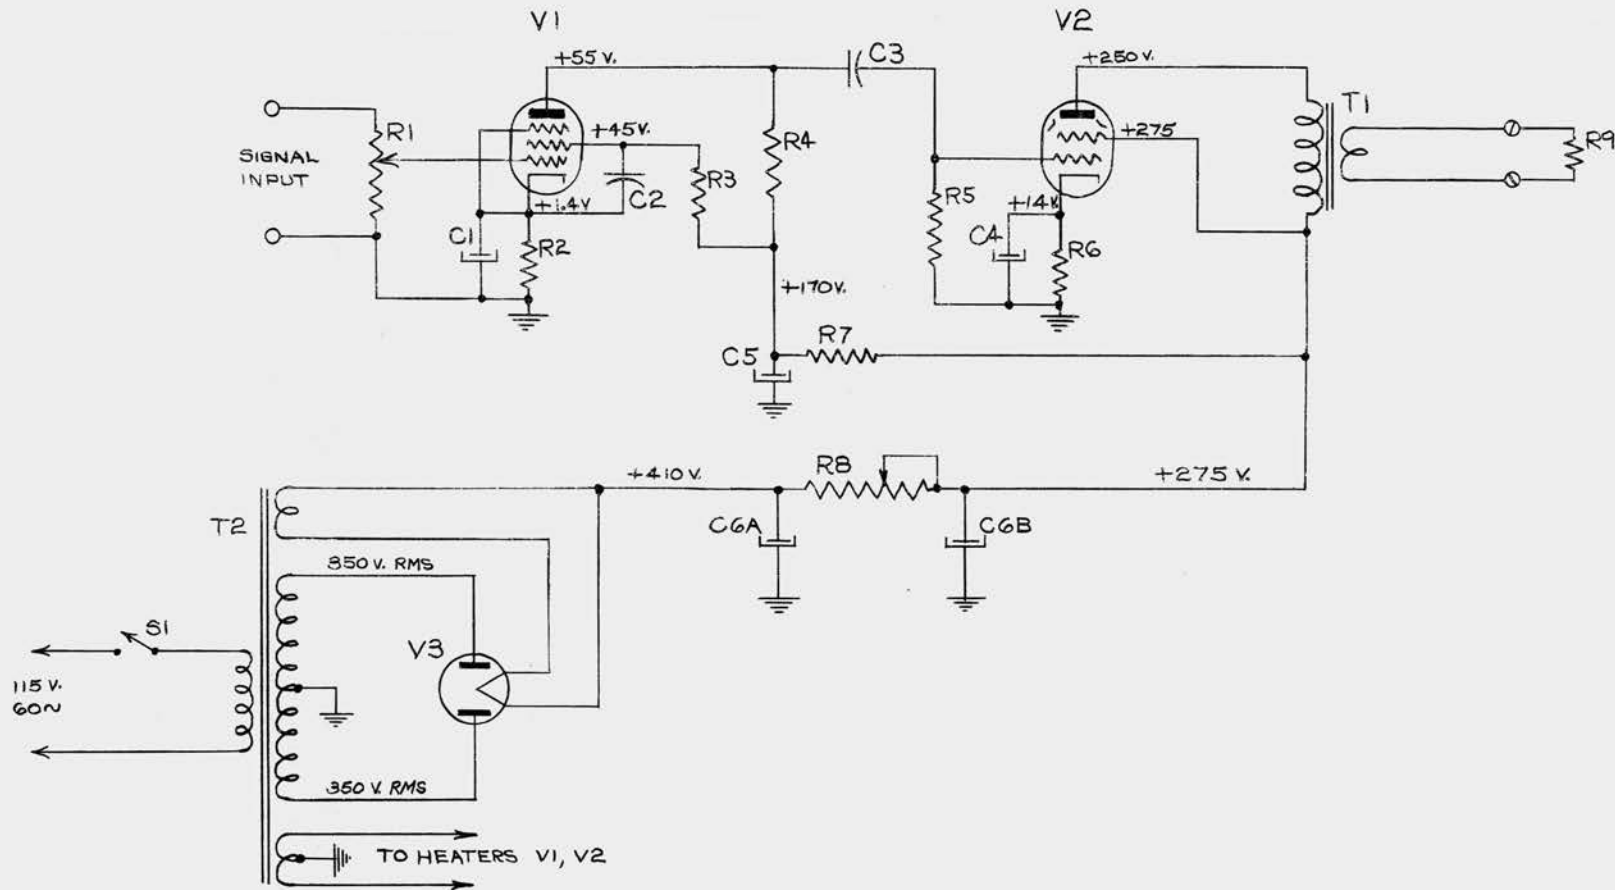 V1
V2
+55 V.
C3
+250 V.
T1
R1
+45 V.
R4
+275
R9
SIGNAL
INPUT
R3
C2
R5
+1.4V
+14V
C1
R2
C4
R6
+170V.
R7
C5
+410 V.
R8
+275 V.
T2
C6A
C6B
350 V. RMS
S1
V3
115 V.
60~
350 V. RMS
TO HEATERS V1, V2